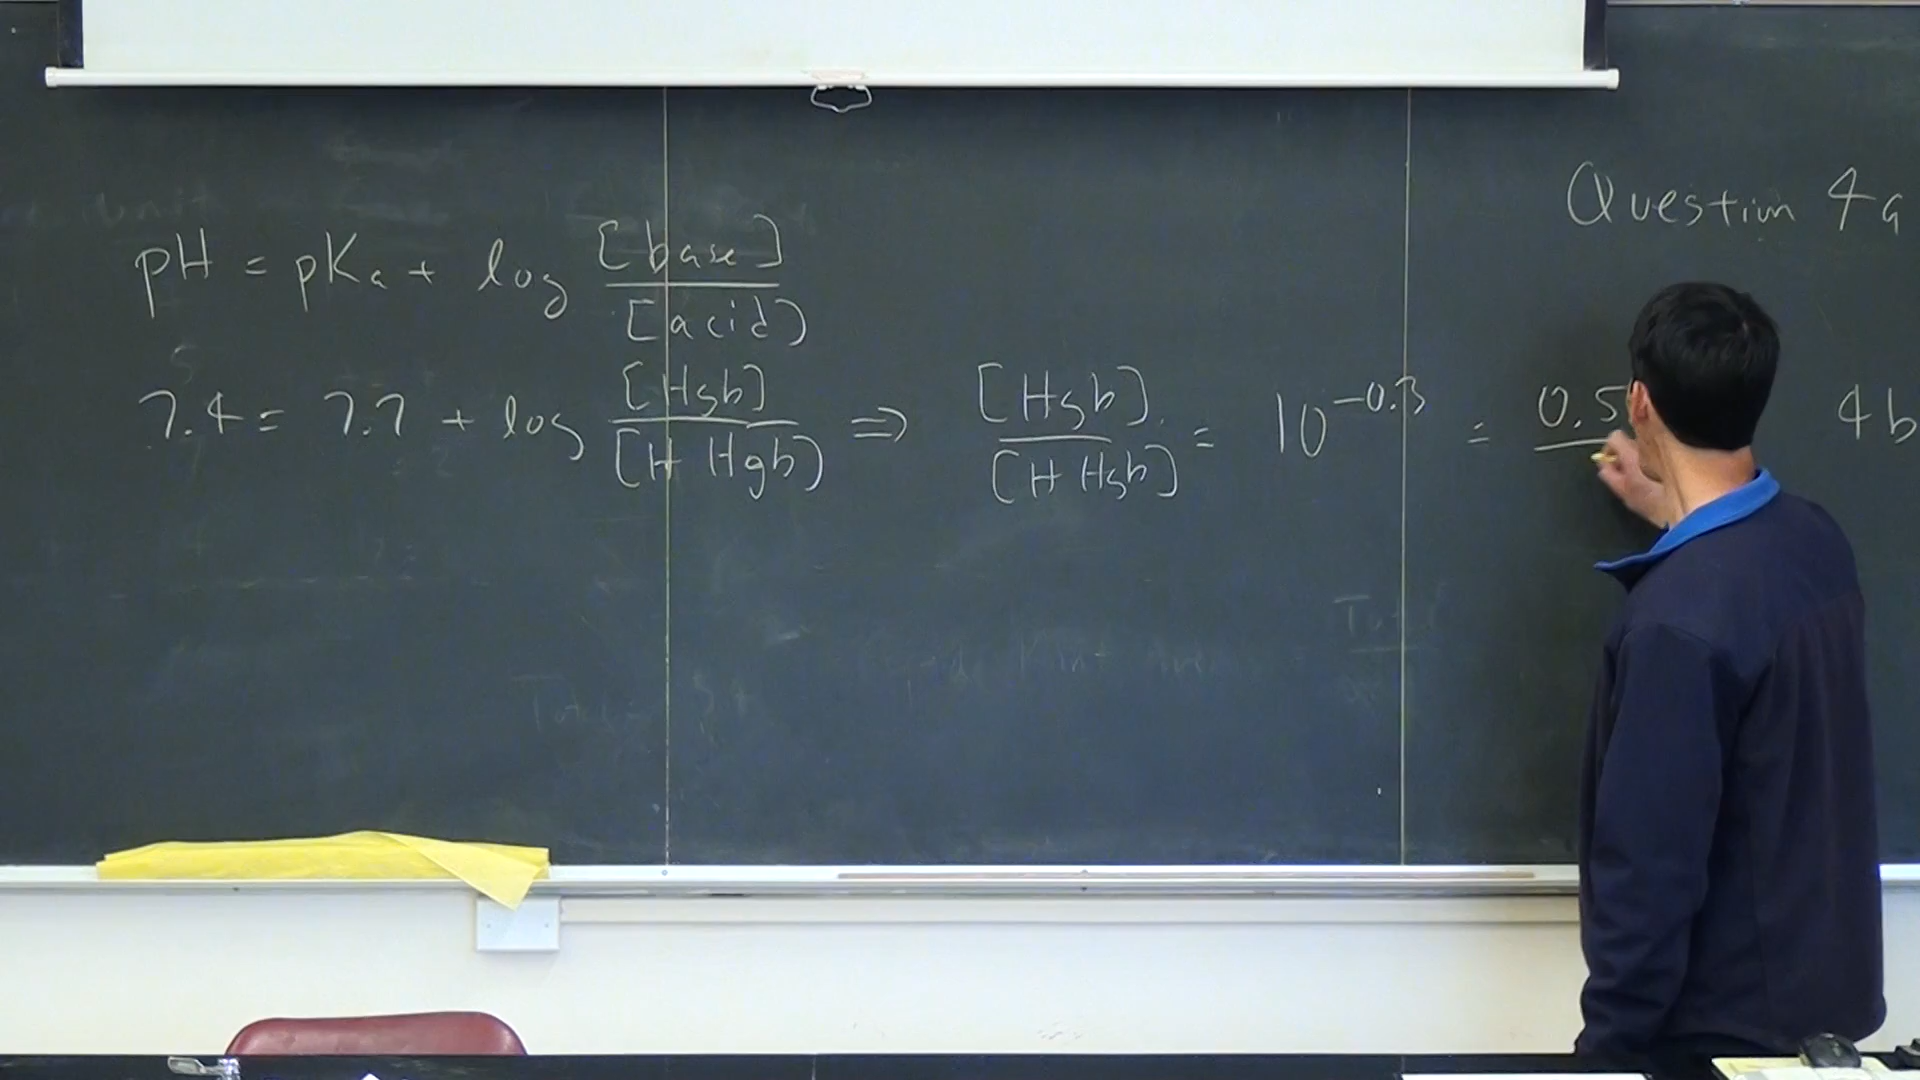 Question 4a
pH = pKa + log [base] / [acid]
7.4 = 7.7 + log [Hgb] / [H Hgb] ⇒ [Hgb] / [H Hgb] = 10^-0.3 = 0.5
4b